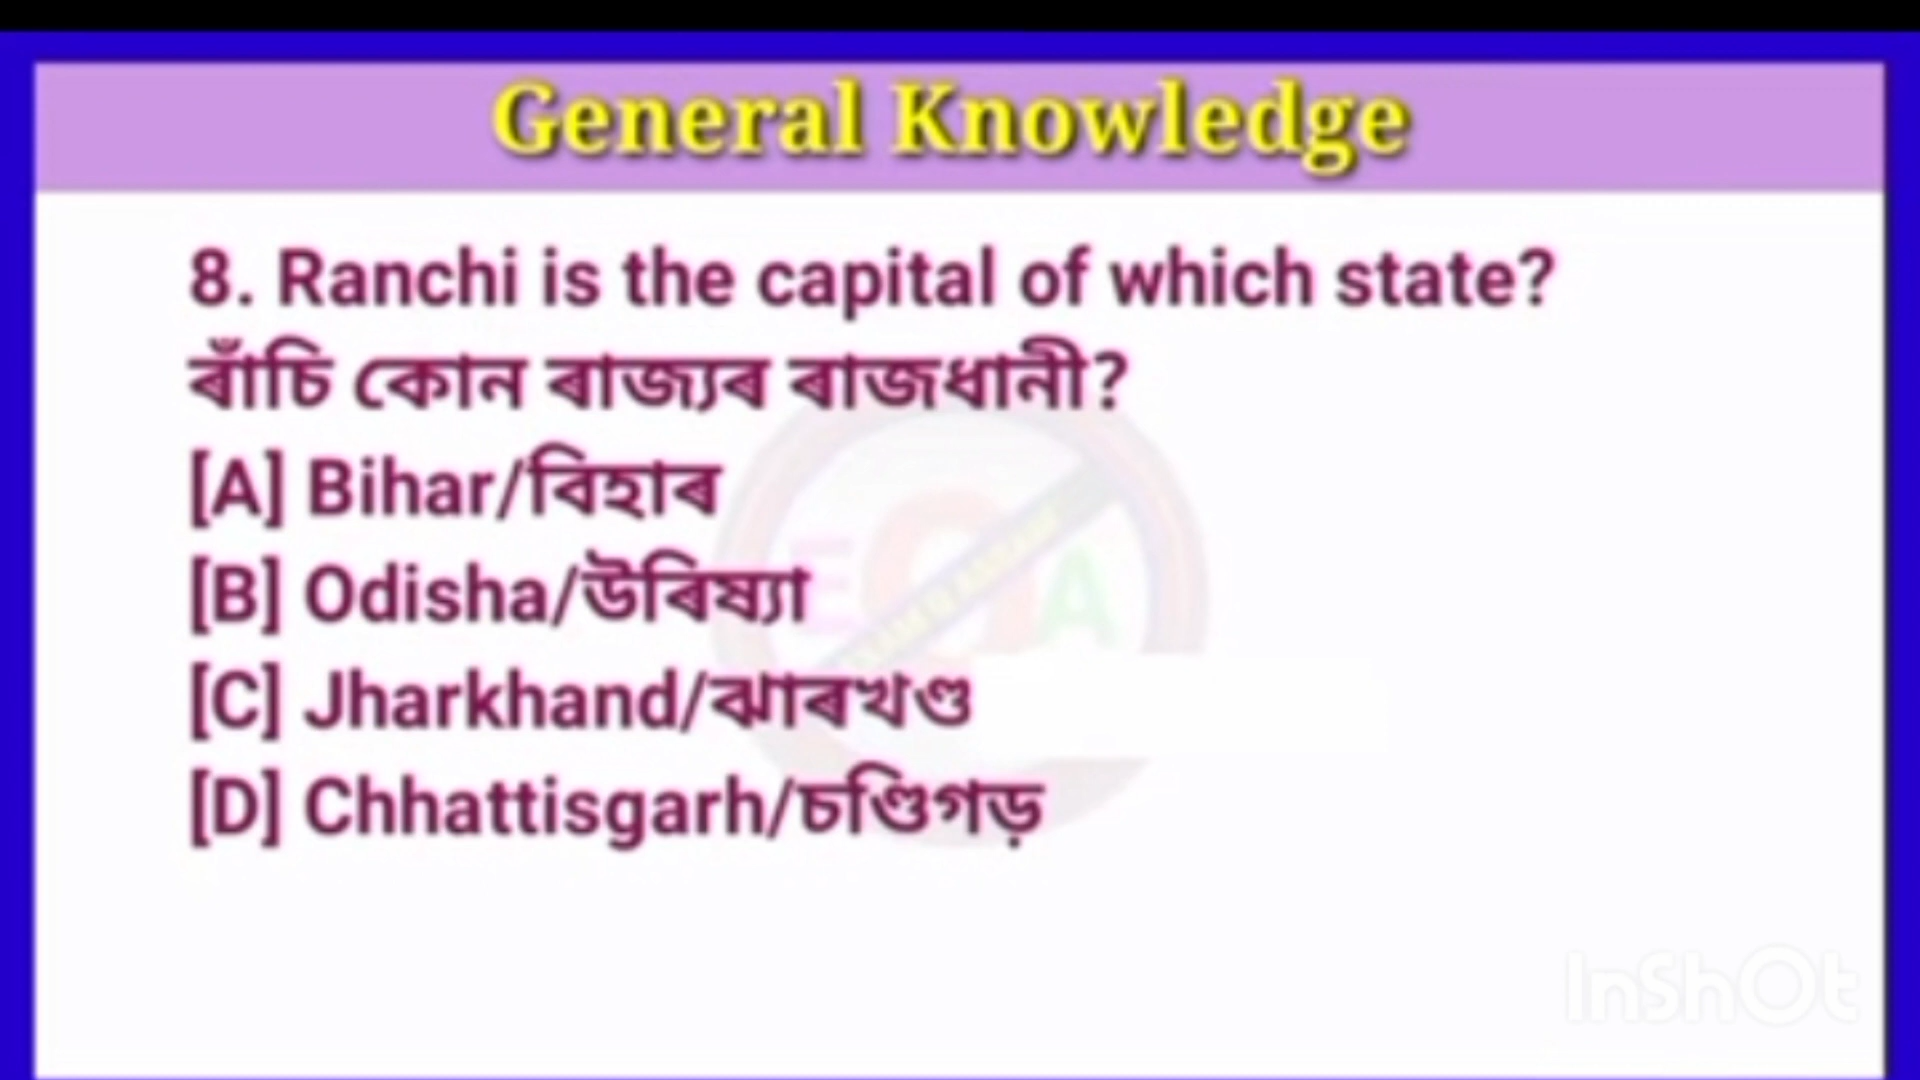 General Knowledge
8. Ranchi is the capital of which state?
ৰাঁচি কোন ৰাজ্যৰ ৰাজধানী?
[A] Bihar/বিহাৰ
[B] Odisha/উৰিষ্যা
[C] Jharkhand/ঝাৰখণ্ড
[D] Chhattisgarh/চণ্ডিগড়
InShOt